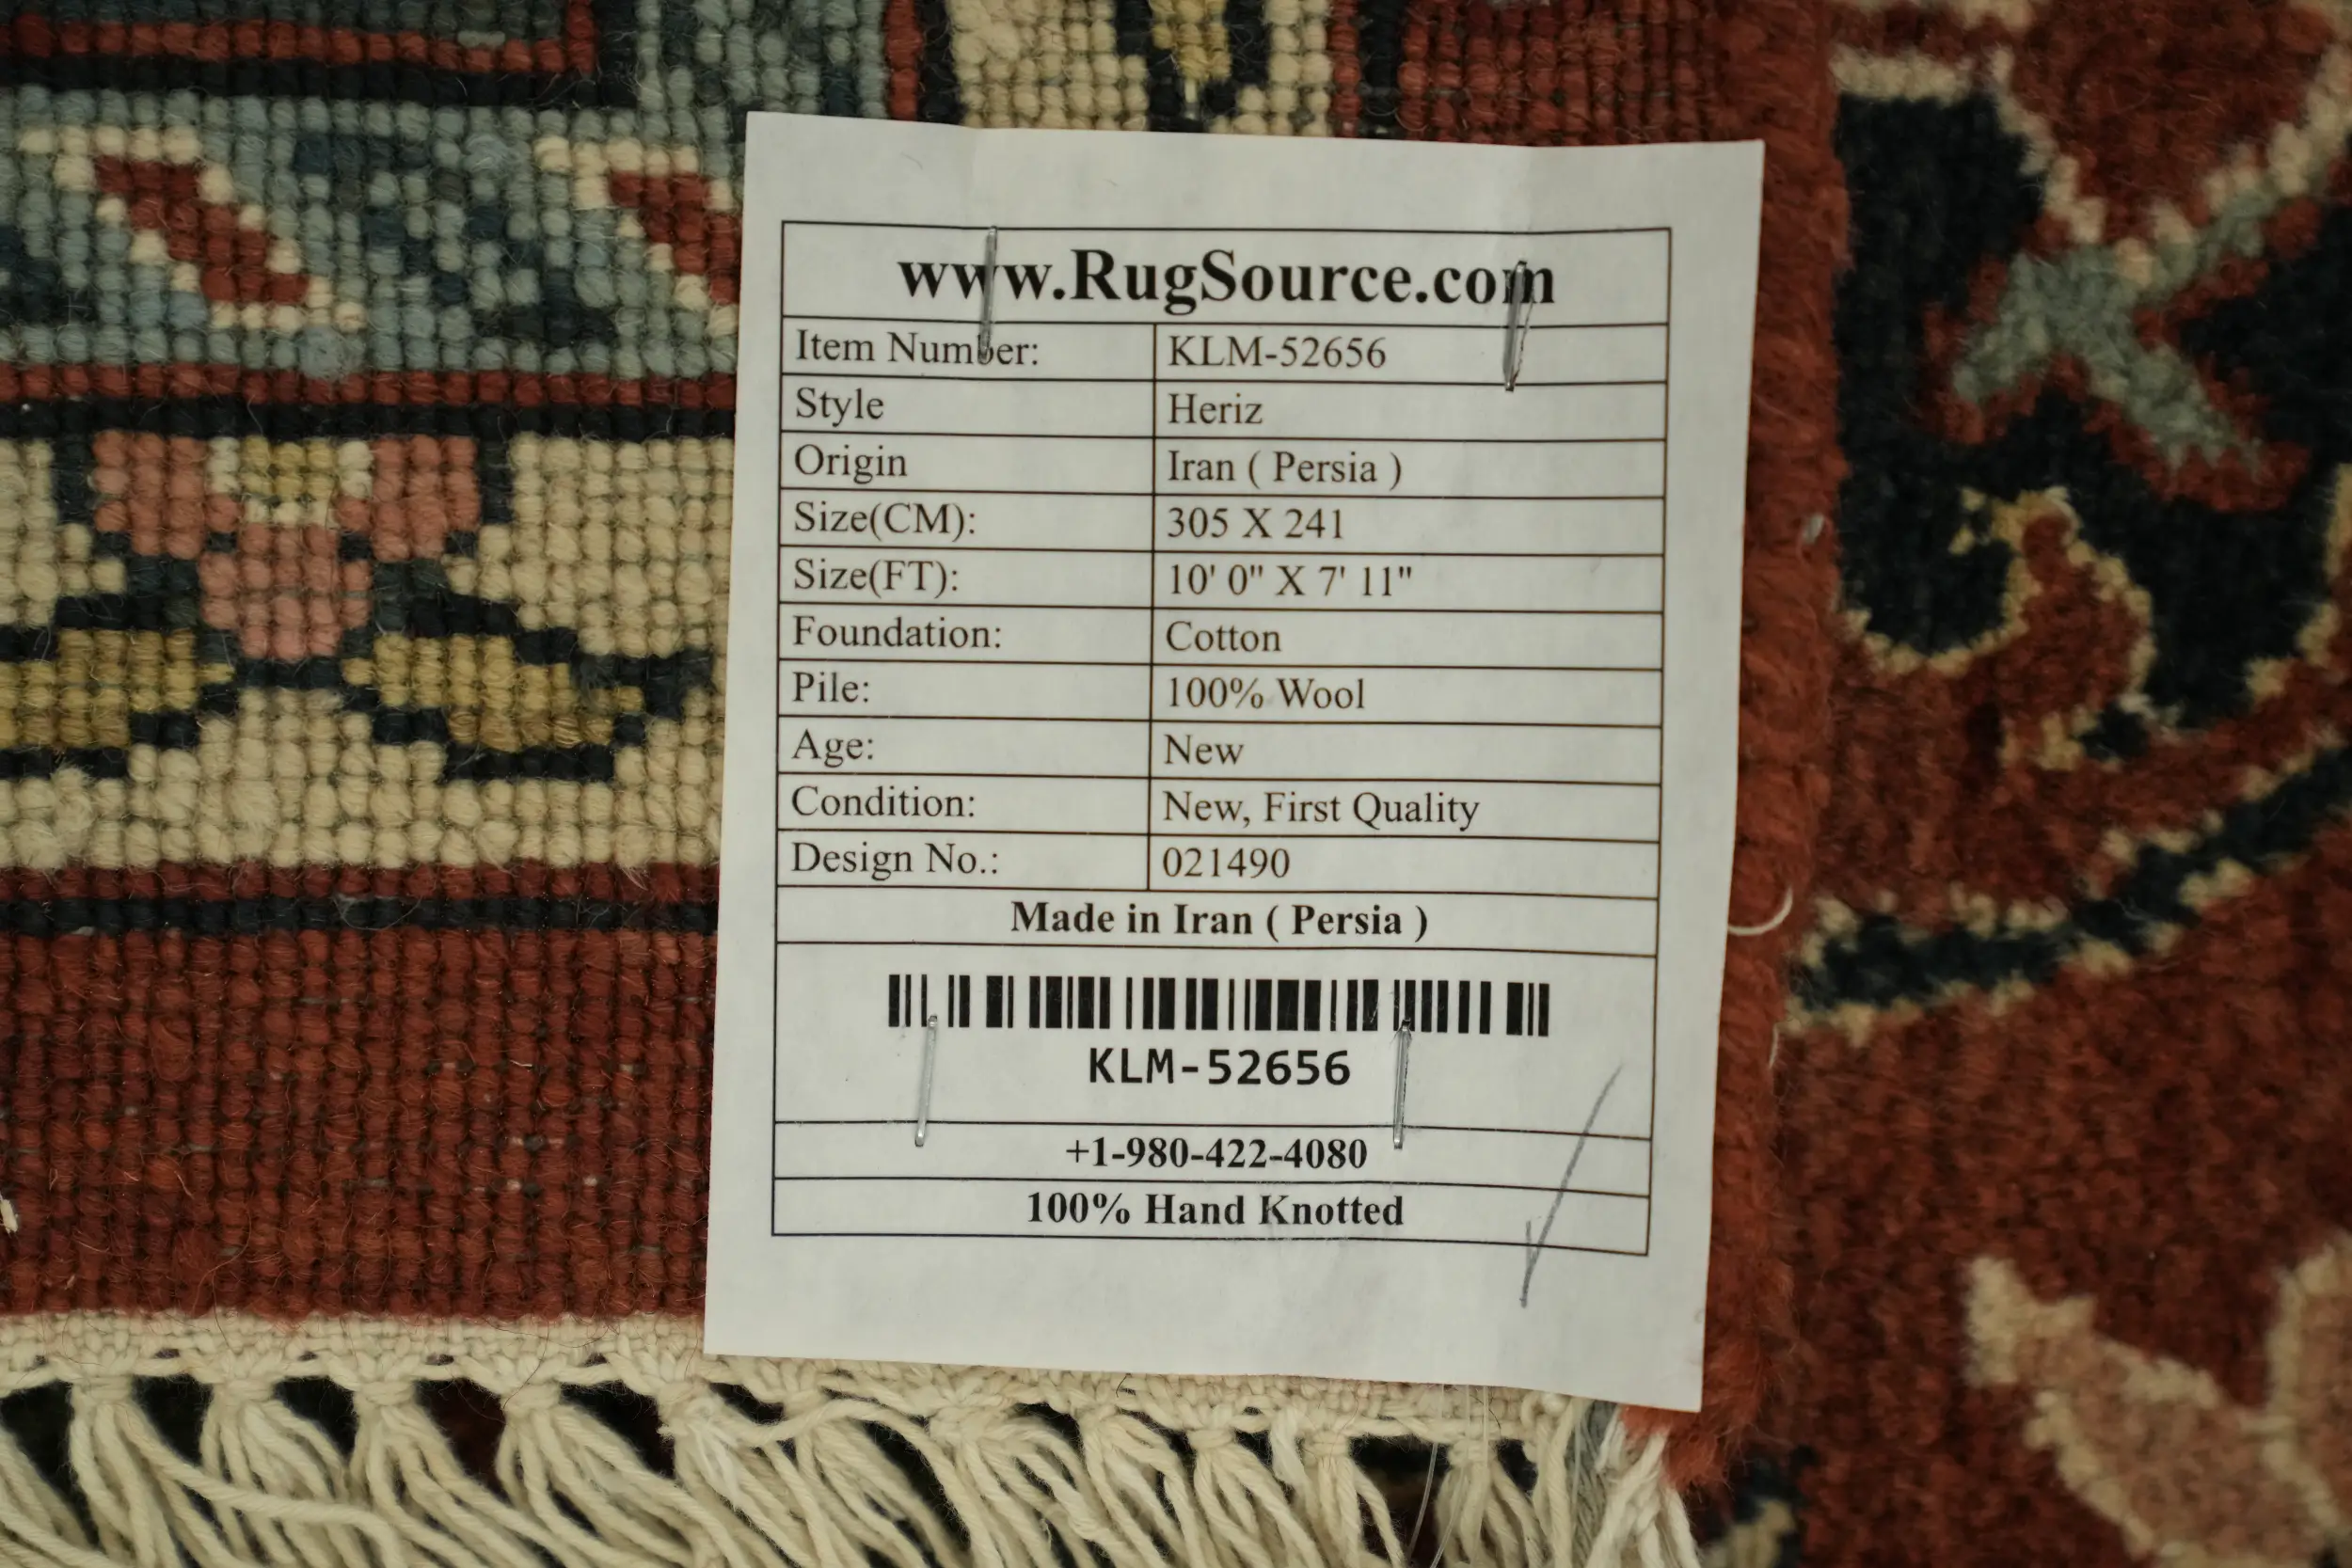 www.RugSource.com
Item Number: KLM-52656
Style Heriz
Origin Iran ( Persia )
Size(CM): 305 X 241
Size(FT): 10' 0" X 7' 11"
Foundation: Cotton
Pile: 100% Wool
Age: New
Condition: New, First Quality
Design No.: 021490
Made in Iran ( Persia )
KLM-52656
+1-980-422-4080
100% Hand Knotted